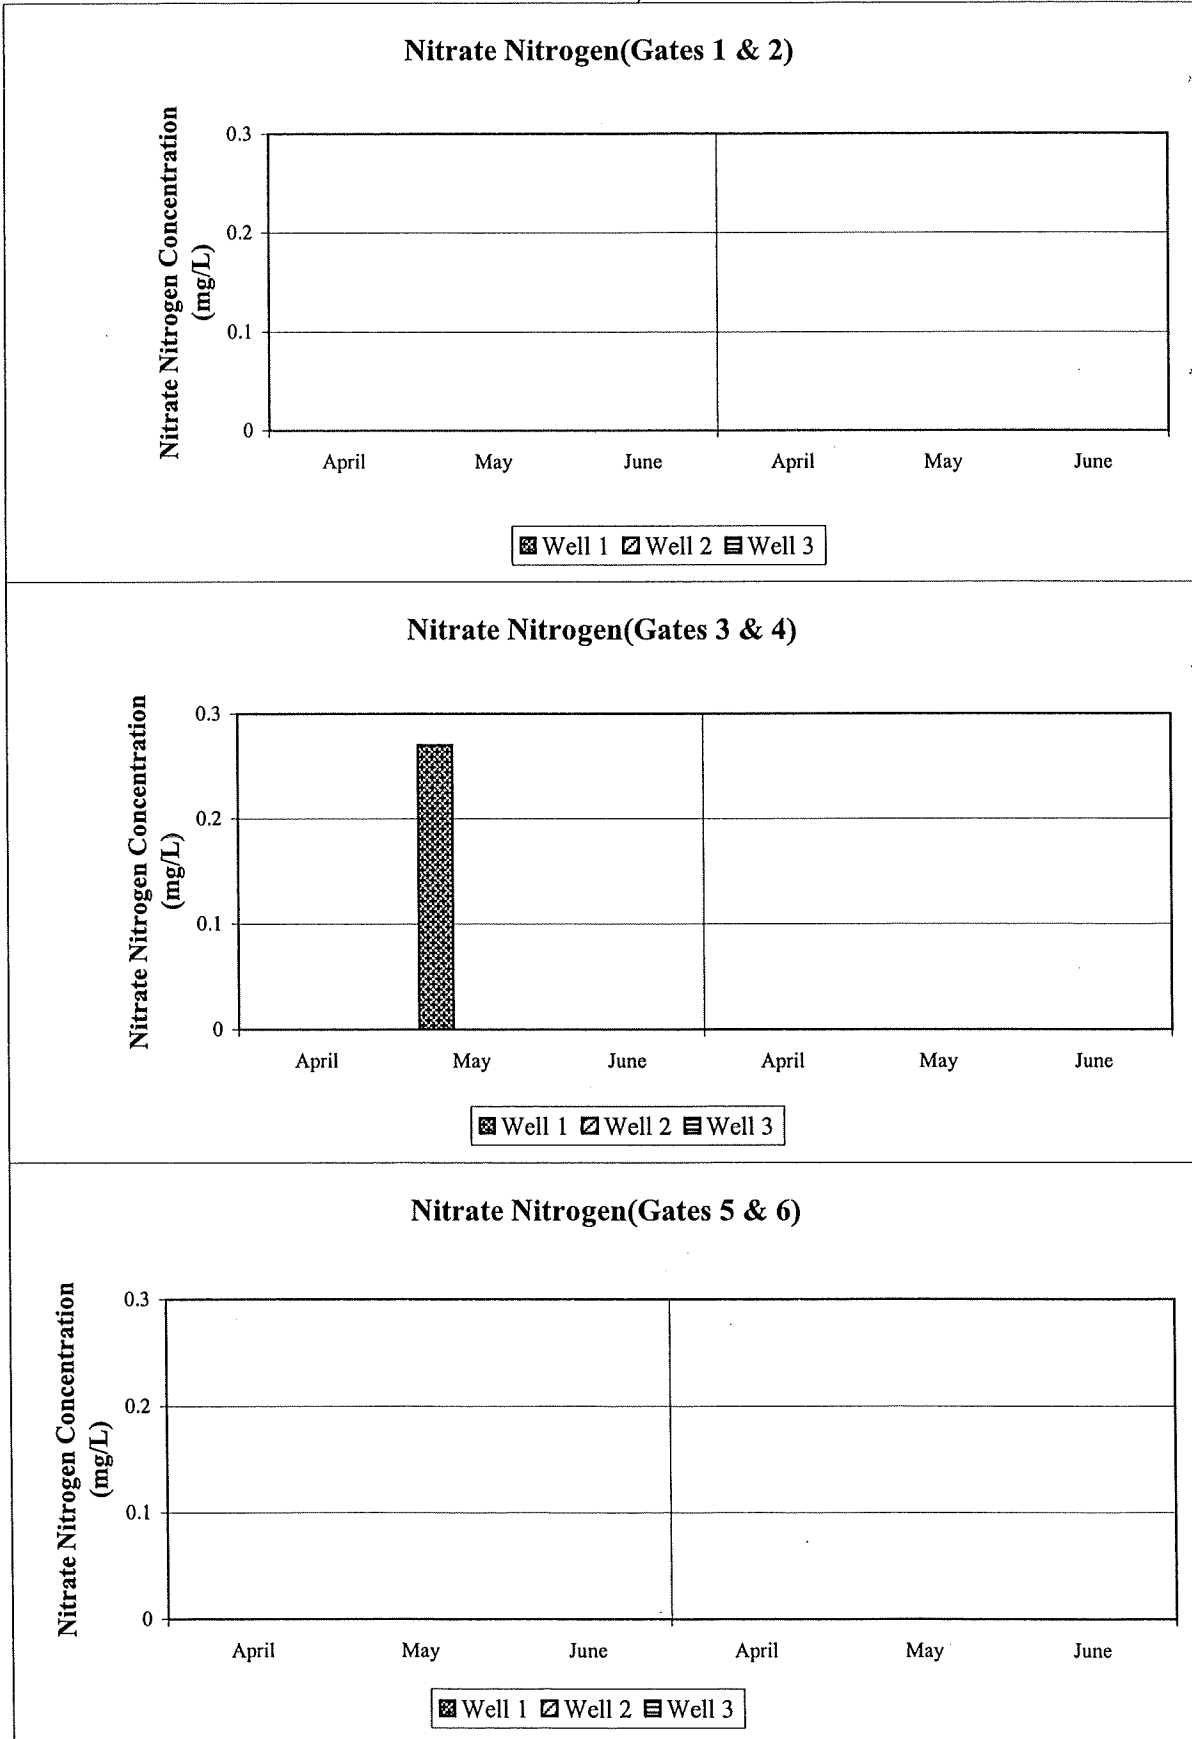 Nitrate Nitrogen(Gates 1 & 2)
Nitrate Nitrogen Concentration
(mg/L)
0.3
0.2
0.1
0
April May June April May June
Well 1 Well 2 Well 3
Nitrate Nitrogen(Gates 3 & 4)
Nitrate Nitrogen Concentration
(mg/L)
0.3
0.2
0.1
0
April May June April May June
Well 1 Well 2 Well 3
Nitrate Nitrogen(Gates 5 & 6)
Nitrate Nitrogen Concentration
(mg/L)
0.3
0.2
0.1
0
April May June April May June
Well 1 Well 2 Well 3